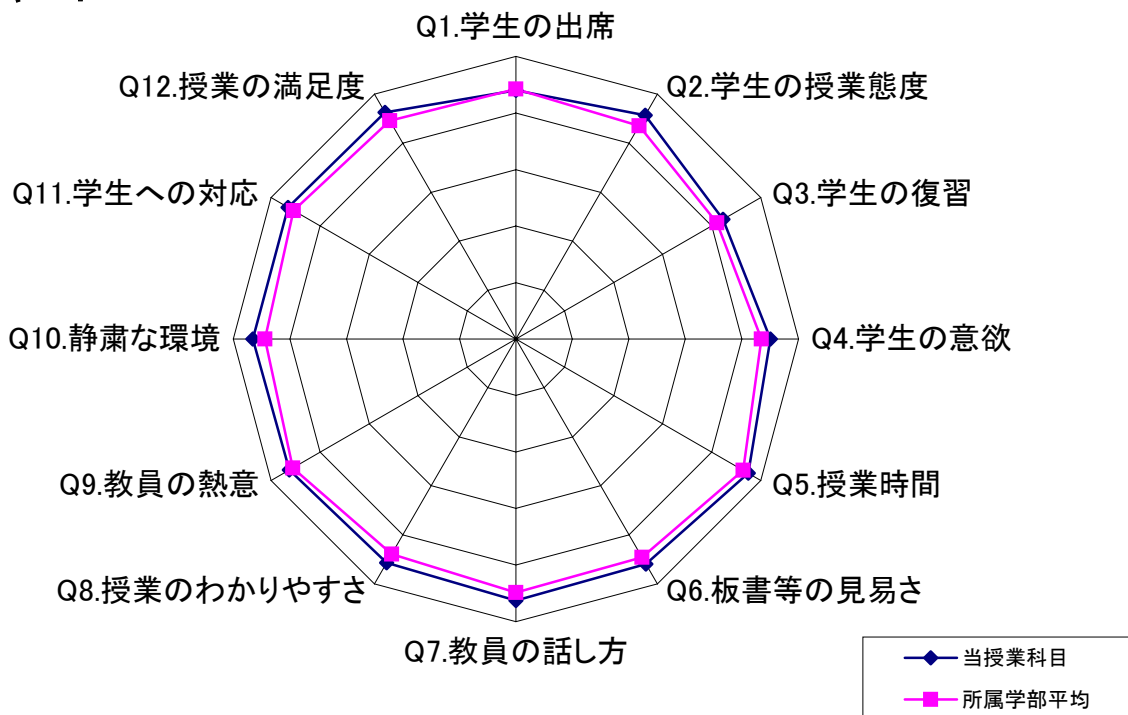 Q1.学生の出席
Q2.学生の授業態度
Q3.学生の復習
Q4.学生の意欲
Q5.授業時間
Q6.板書等の見易さ
Q7.教員の話し方
Q8.授業のわかりやすさ
Q9.教員の熱意
Q10.静粛な環境
Q11.学生への対応
Q12.授業の満足度
当授業科目
所属学部平均